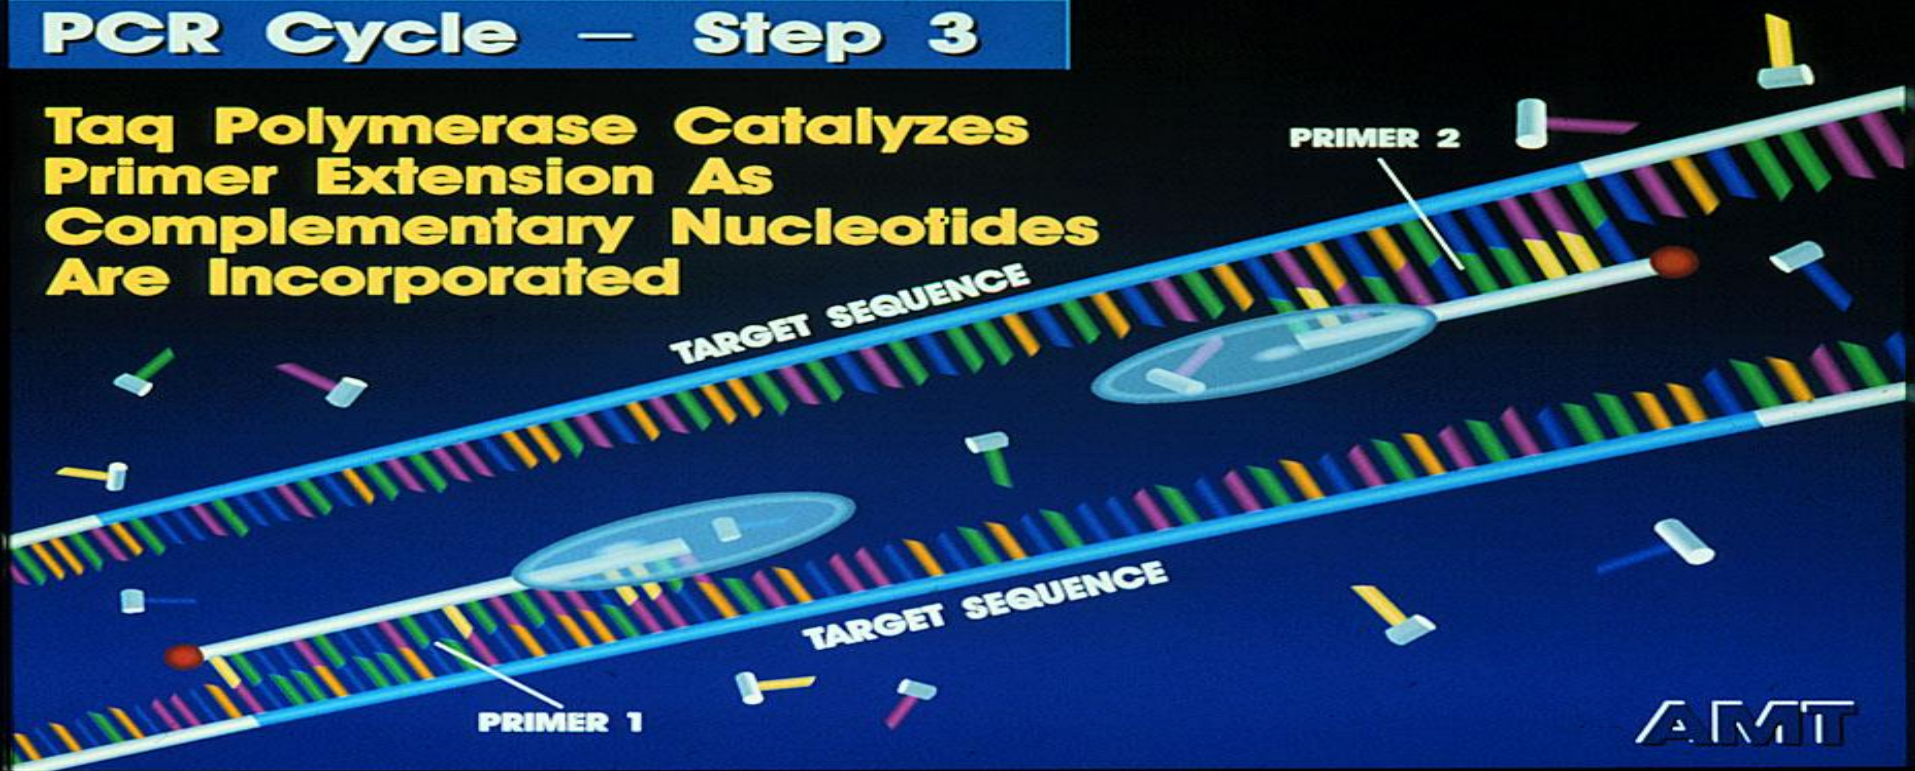 PCR Cycle – Step 3
Taq Polymerase Catalyzes
Primer Extension As
Complementary Nucleotides
Are Incorporated
PRIMER 2
TARGET SEQUENCE
TARGET SEQUENCE
PRIMER 1
AMT